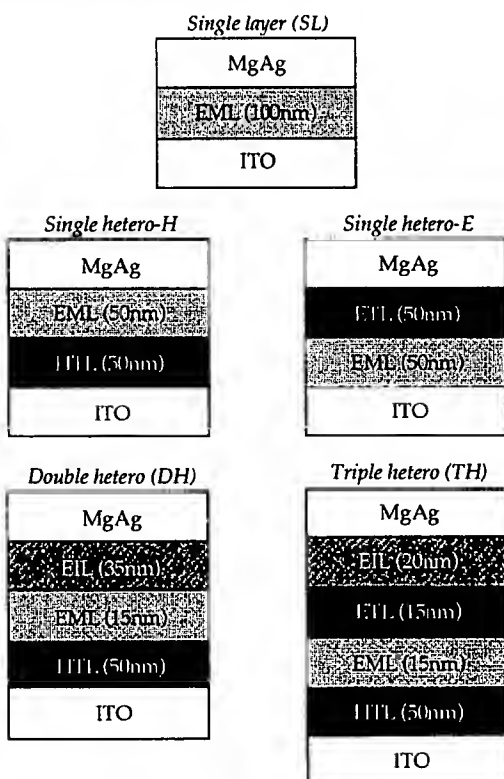 Single layer (SL)
MgAg
EML (100nm)
ITO
Single hetero-H
MgAg
EML (50nm)
HTL (50nm)
ITO
Single hetero-E
MgAg
ETL (50nm)
EML (50nm)
ITO
Double hetero (DH)
MgAg
EIL (35nm)
EML (15nm)
HTL (50nm)
ITO
Triple hetero (TH)
MgAg
EIL (20nm)
ETL (15nm)
EML (15nm)
HTL (50nm)
ITO